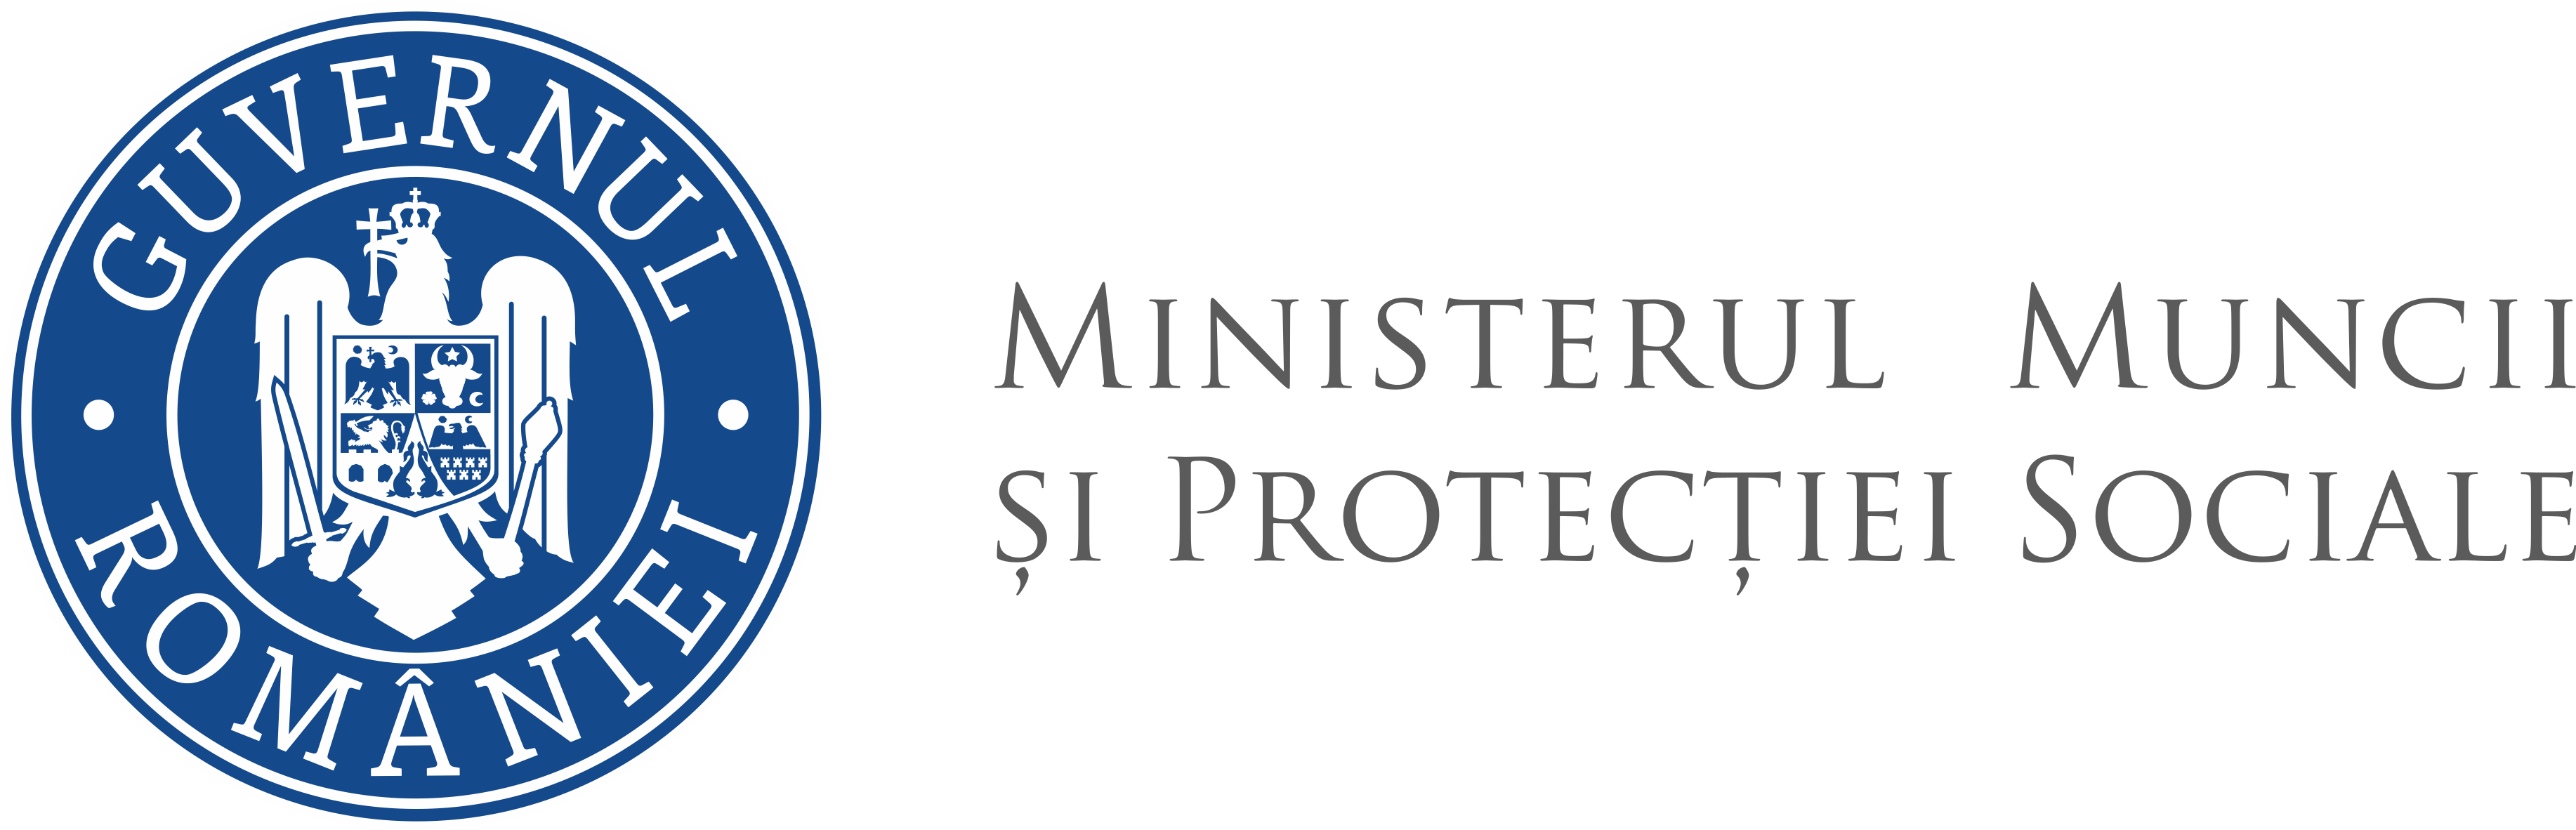 GUVERNUL
ROMÂNIEI
MINISTERUL MUNCII
ȘI PROTECȚIEI SOCIALE